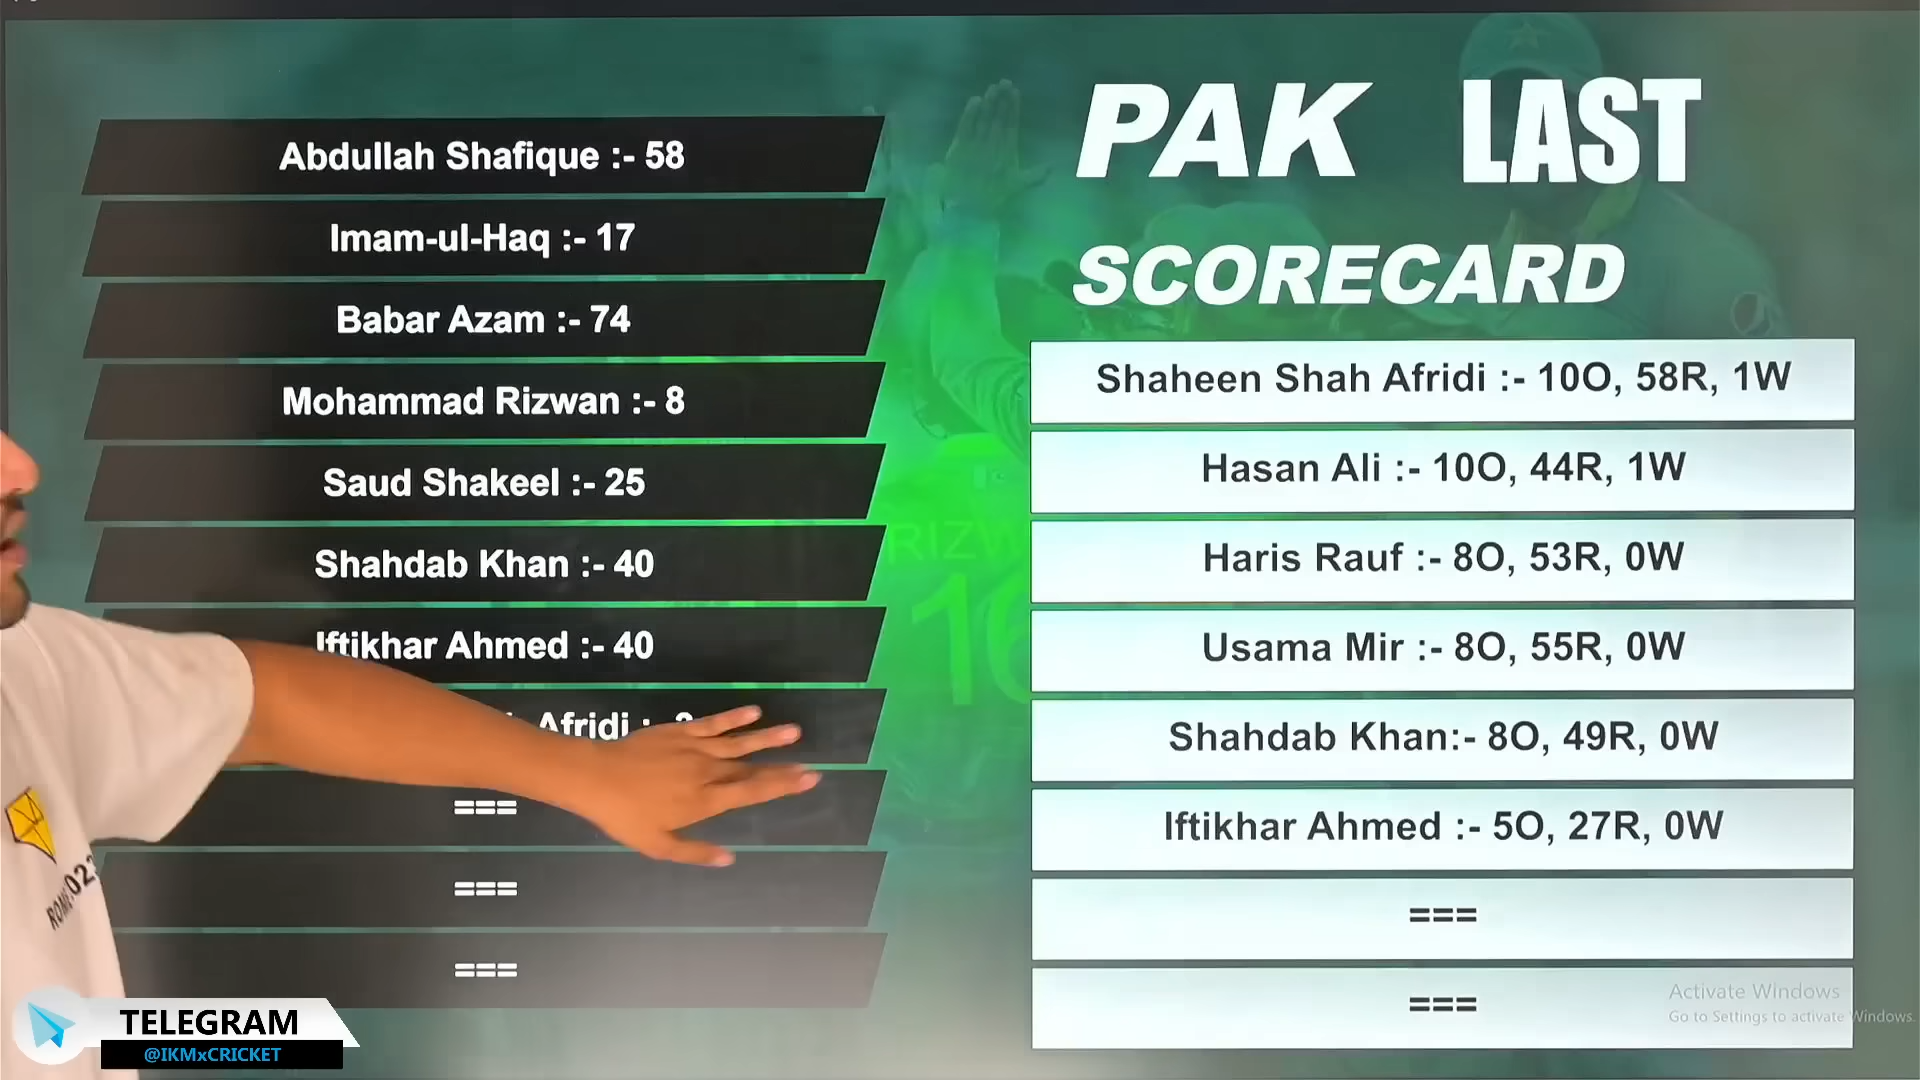 Abdullah Shafique :- 58
Imam-ul-Haq :- 17
Babar Azam :- 74
Mohammad Rizwan :- 8
Saud Shakeel :- 25
Shahdab Khan :- 40
Iftikhar Ahmed :- 40
Afridi :-
===
===
===
PAK LAST
SCORECARD
Shaheen Shah Afridi :- 10O, 58R, 1W
Hasan Ali :- 10O, 44R, 1W
Haris Rauf :- 8O, 53R, 0W
Usama Mir :- 8O, 55R, 0W
Shahdab Khan:- 8O, 49R, 0W
Iftikhar Ahmed :- 5O, 27R, 0W
===
===
RIZW
16
Activate Windows
Go to Settings to activate Windows.
TELEGRAM
@IKMxCRICKET